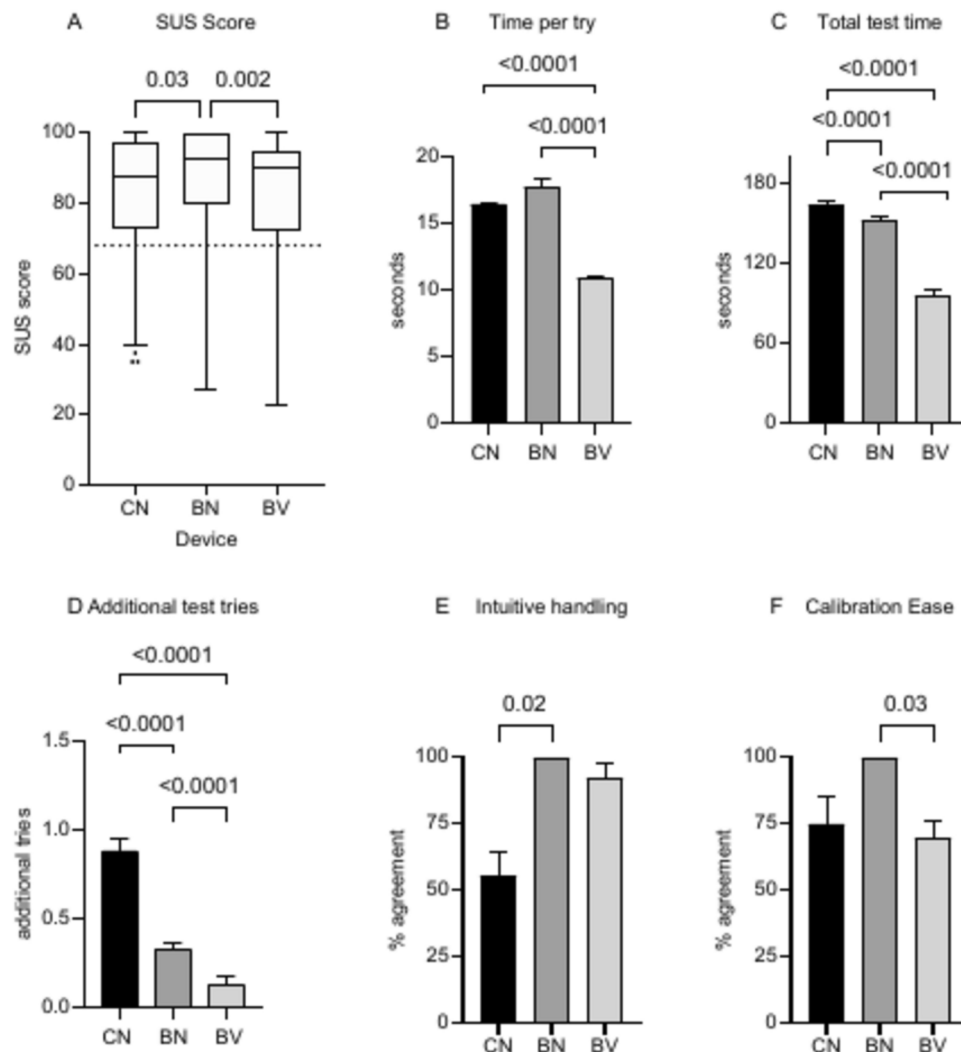 A SUS Score
0.03 0.002
100
80
60
40
20
0
SUS score
CN BN BV
Device
B Time per try
<0.0001
<0.0001
20
15
10
5
0
seconds
CN BN BV
C Total test time
<0.0001
<0.0001
<0.0001
180
120
60
0
seconds
CN BN BV
D Additional test tries
<0.0001
<0.0001
<0.0001
1.5
1.0
0.5
0.0
additional tries
CN BN BV
E Intuitive handling
0.02
100
75
50
25
0
% agreement
CN BN BV
F Calibration Ease
0.03
100
75
50
25
0
% agreement
CN BN BV